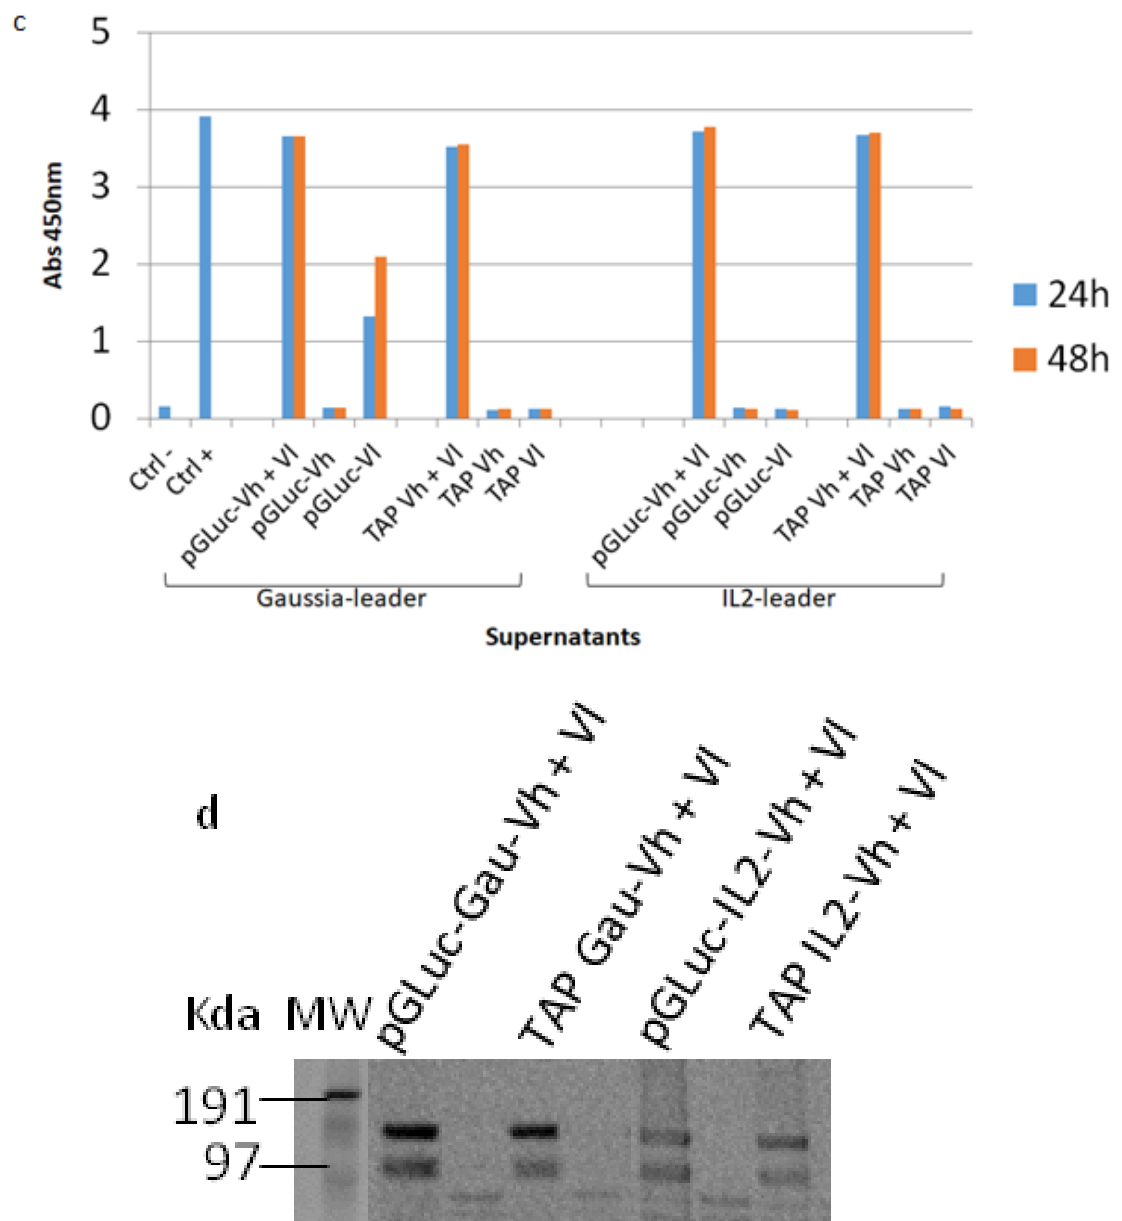 c
5
4
3
2
1
0
Abs 450nm
24h
48h
Ctrl -
Ctrl +
pGLuc-Vh + Vl
pGLuc-Vh
pGLuc-Vl
TAP Vh + Vl
TAP Vh
TAP Vl
pGLuc-Vh + Vl
pGLuc-Vh
pGLuc-Vl
TAP Vh + Vl
TAP Vh
TAP Vl
Gaussia-leader
IL2-leader
Supernatants
d
pGLuc-Gau-Vh + Vl
TAP Gau-Vh + Vl
pGLuc-IL2-Vh + Vl
TAP IL2-Vh + Vl
Kda MW
191
97